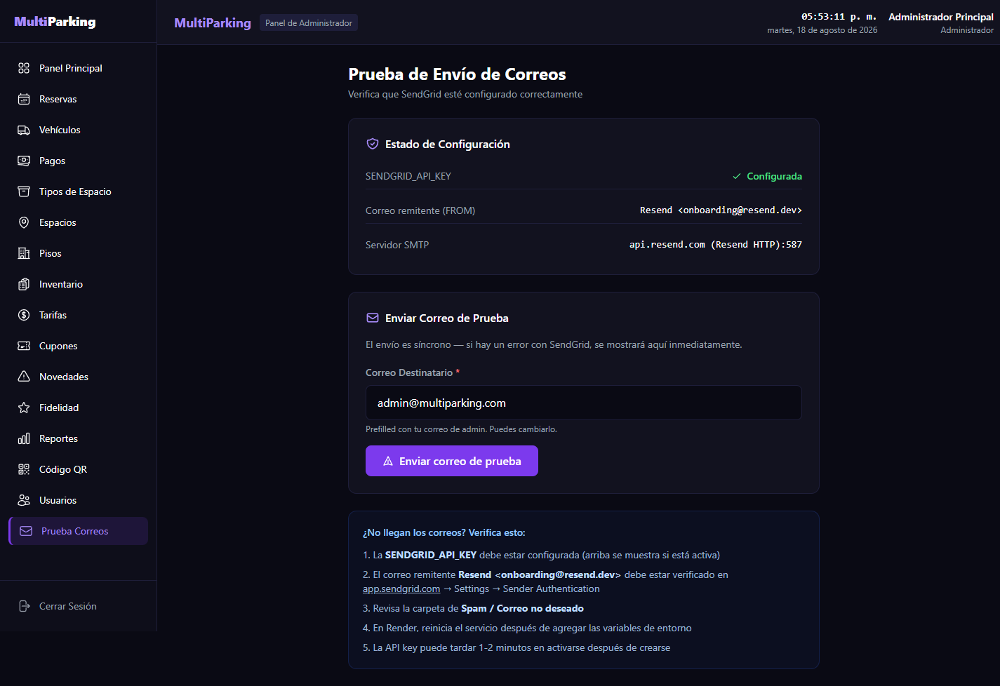 MultiParking
Panel Principal
Reservas
Vehículos
Pagos
Tipos de Espacio
Espacios
Pisos
Inventario
Tarifas
Cupones
Novedades
Fidelidad
Reportes
Código QR
Usuarios
Prueba Correos
Cerrar Sesión
MultiParking
Panel de Administrador
05:53:11 p. m.
martes, 18 de agosto de 2026
Administrador Principal
Administrador
Prueba de Envío de Correos
Verifica que SendGrid esté configurado correctamente
Estado de Configuración
SENDGRID_API_KEY
Configurada
Correo remitente (FROM)
Resend <onboarding@resend.dev>
Servidor SMTP
api.resend.com (Resend HTTP):587
Enviar Correo de Prueba
El envío es síncrono — si hay un error con SendGrid, se mostrará aquí inmediatamente.
Correo Destinatario *
admin@multiparking.com
Prefilled con tu correo de admin. Puedes cambiarlo.
Enviar correo de prueba
¿No llegan los correos? Verifica esto:
1. La SENDGRID_API_KEY debe estar configurada (arriba se muestra si está activa)
2. El correo remitente Resend <onboarding@resend.dev> debe estar verificado en
app.sendgrid.com → Settings → Sender Authentication
3. Revisa la carpeta de Spam / Correo no deseado
4. En Render, reinicia el servicio después de agregar las variables de entorno
5. La API key puede tardar 1-2 minutos en activarse después de crearse